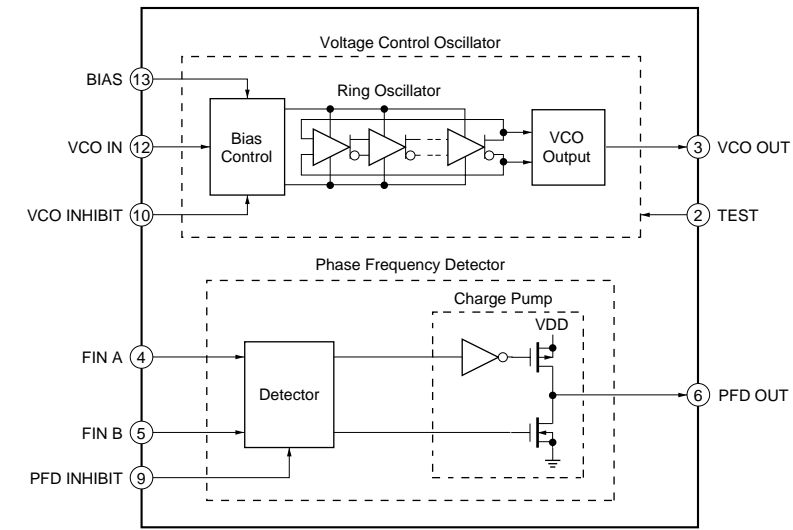 Voltage Control Oscillator
BIAS 13
Ring Oscillator
VCO IN 12
Bias
Control
VCO
Output
3 VCO OUT
VCO INHIBIT 10
2 TEST
Phase Frequency Detector
Charge Pump
VDD
FIN A 4
Detector
6 PFD OUT
FIN B 5
PFD INHIBIT 9